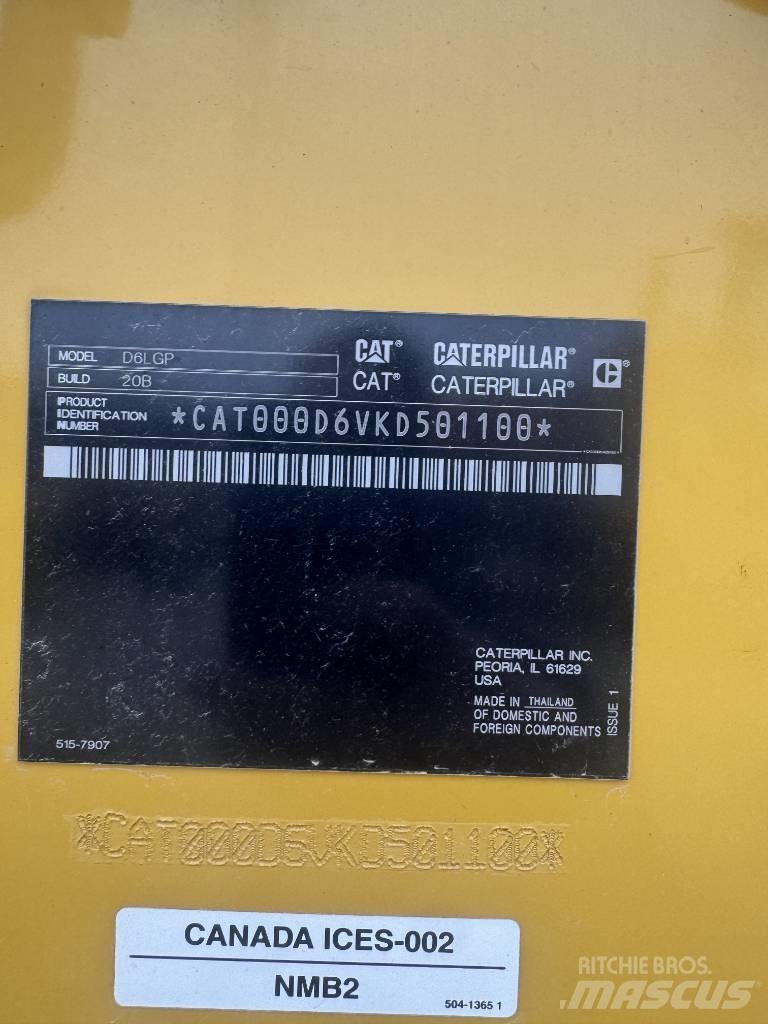 MODEL D6LGP
BUILD 20B
CAT® CATERPILLAR®
CAT® CATERPILLAR®
C®
PRODUCT
IDENTIFICATION
NUMBER
*CAT000D6VKD501100*
CATERPILLAR INC.
PEORIA, IL 61629
USA
MADE IN THAILAND
OF DOMESTIC AND
FOREIGN COMPONENTS
ISSUE 1
515-7907
*CAT000D6VKD501100*
CANADA ICES-002
NMB2
504-1365 1
RITCHIE BROS.
MASCUS